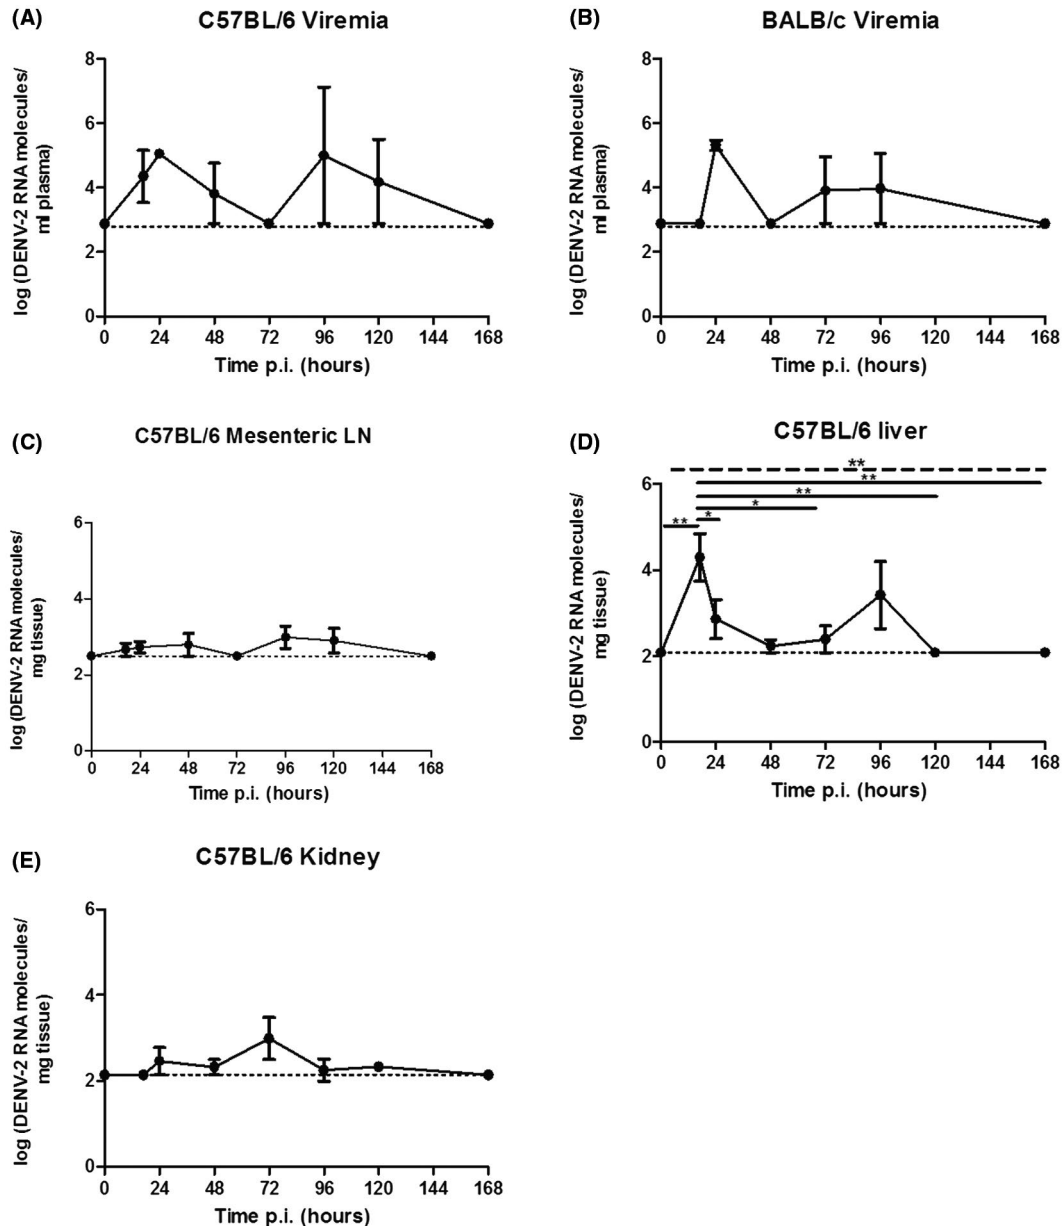 (A)
C57BL/6 Viremia
log (DENV-2 RNA molecules/
ml plasma)
8
6
4
2
0
0 24 48 72 96 120 144 168
Time p.i. (hours)
(B)
BALB/c Viremia
log (DENV-2 RNA molecules/
ml plasma)
8
6
4
2
0
0 24 48 72 96 120 144 168
Time p.i. (hours)
(C)
C57BL/6 Mesenteric LN
log (DENV-2 RNA molecules/
mg tissue)
6
4
2
0
0 24 48 72 96 120 144 168
Time p.i. (hours)
(D)
C57BL/6 liver
**
**
**
*
** *
log (DENV-2 RNA molecules/
mg tissue)
6
4
2
0
0 24 48 72 96 120 144 168
Time p.i. (hours)
(E)
C57BL/6 Kidney
log (DENV-2 RNA molecules/
mg tissue)
6
4
2
0
0 24 48 72 96 120 144 168
Time p.i. (hours)